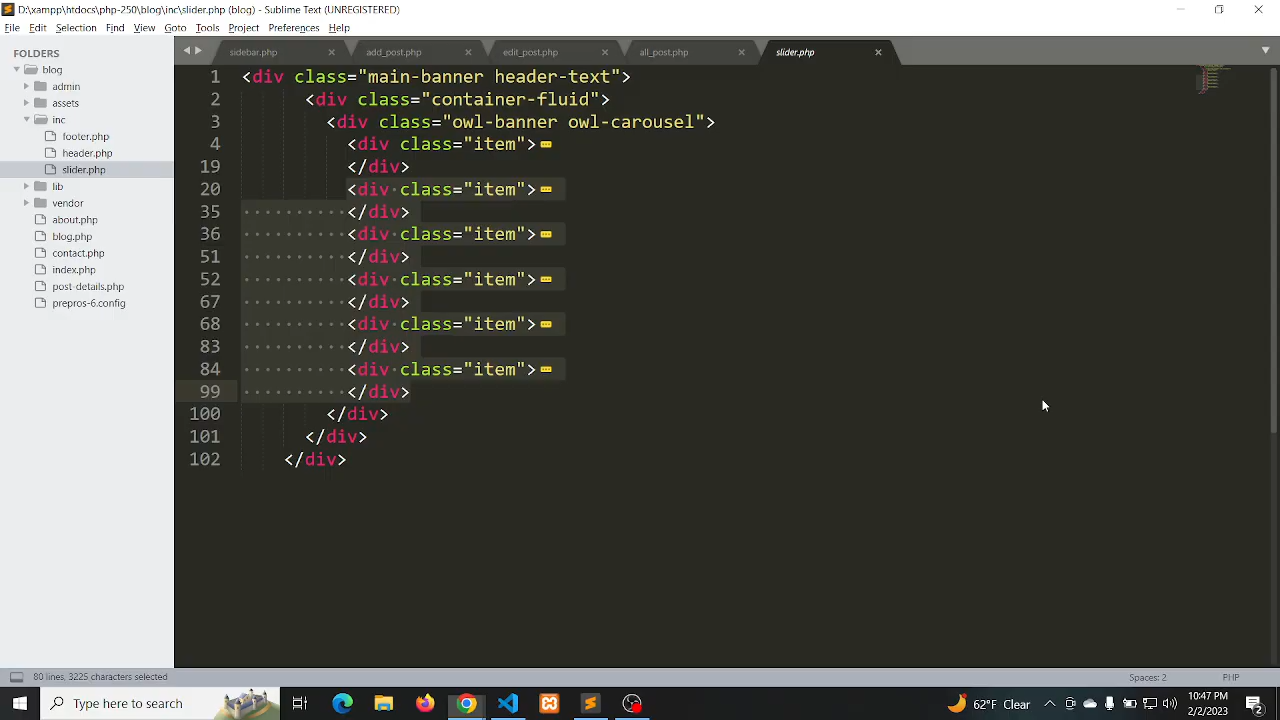 D:\xampp\htdocs\php-250\blog\inc\slider.php (blog) - Sublime Text (UNREGISTERED)
File Edit Selection Find View Goto Tools Project Preferences Help
FOLDERS
blog
admin
assets
inc
footer.php
header.php
slider.php
lib
vendor
about.php
blog.php
contact.php
index.php
post-details.php
prepros-6.config
sidebar.php add_post.php edit_post.php all_post.php slider.php
1 <div class="main-banner header-text">
2 <div class="container-fluid">
3 <div class="owl-banner owl-carousel">
4 <div class="item">
19 </div>
20 <div class="item">
35 </div>
36 <div class="item">
51 </div>
52 <div class="item">
67 </div>
68 <div class="item">
83 </div>
84 <div class="item">
99 </div>
100 </div>
101 </div>
102 </div>
80 lines, 3225 characters selected Spaces: 2 PHP
Type here to search 62°F Clear 10:47 PM
2/2/2023 2